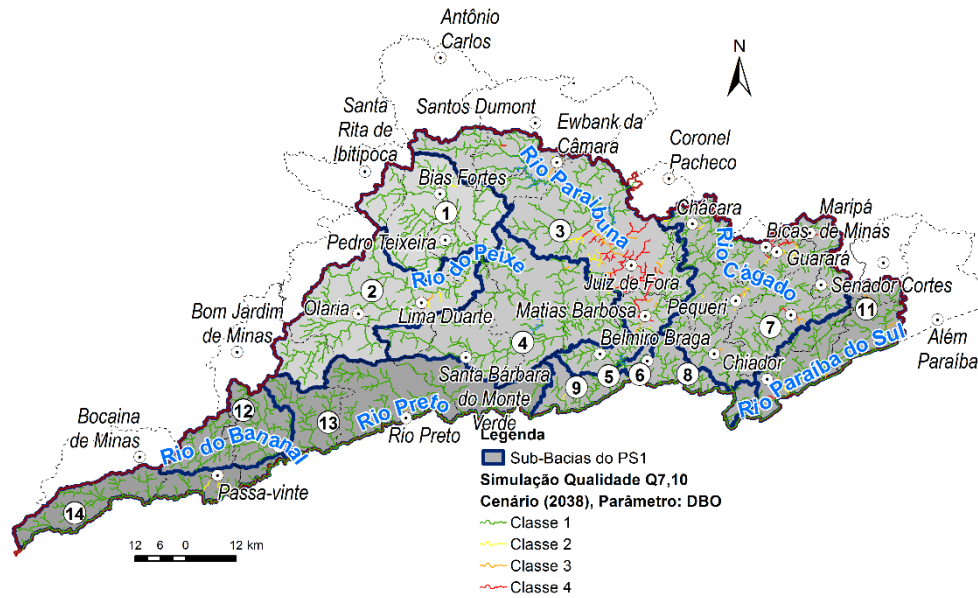 Antônio
Carlos
N
Santa
Rita de
Ibitipoca
Santos Dumont
Ewbank da
Câmara
Coronel
Pacheco
Bias Fortes
Rio Paraíbuna
1
3
Chácara
Maripá
de Minas
Bicas
Pedro Teixeira
Rio do Peixe
Rio Cágado
Guarará
Juiz de Fora
Senador Cortes
Bom Jardim
de Minas
2
Olaria
Lima Duarte
Matias Barbosa
Pequeri
7
11
Além
Paraíba
4
Belmiro Braga
Chiador
Rio Paraíba do Sul
Santa Bárbara
do Monte
Verde
9
5
6
8
Bocaina
de Minas
12
13
Rio Preto
Rio do Bananal
Rio Preto
Passa-vinte
14
12 6 0 12 km
Legenda
Sub-Bacias do PS1
Simulação Qualidade Q7,10
Cenário (2038), Parâmetro: DBO
Classe 1
Classe 2
Classe 3
Classe 4